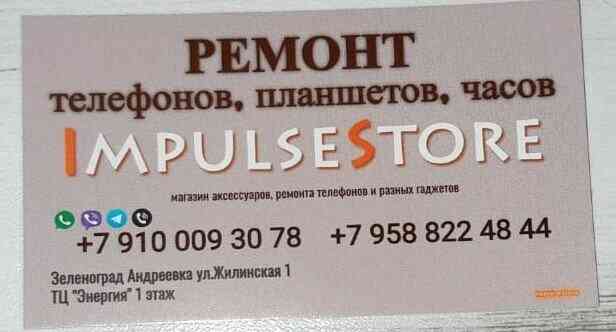 РЕМОНТ
телефонов, планшетов, часов
IMPULSESTORE
магазин аксессуаров, ремонта телефонов и разных гаджетов
+7 910 009 30 78 +7 958 822 48 44
Зеленоград Андреевка ул.Жилинская 1
ТЦ "Энергия" 1 этаж